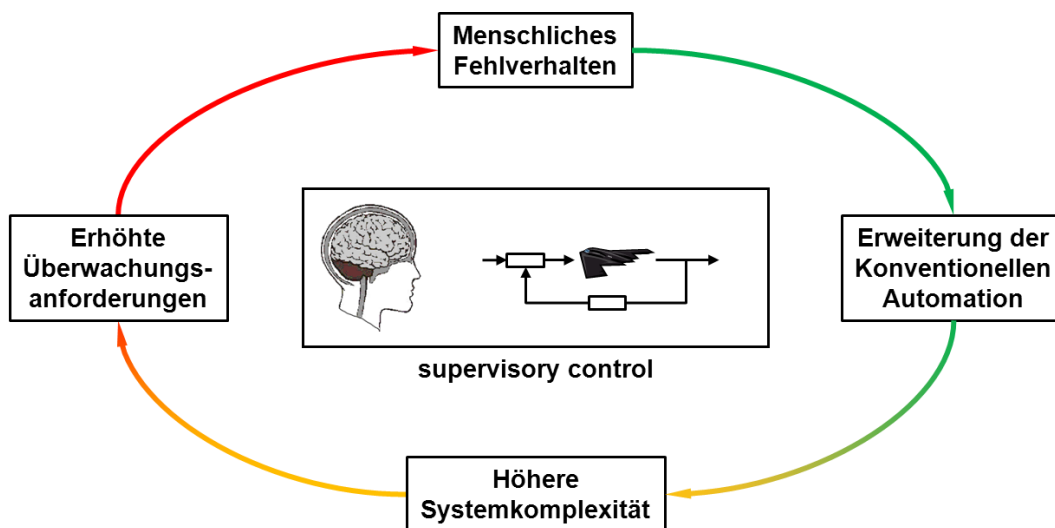 Menschliches
Fehlverhalten
Erhöhte
Überwachungs-
anforderungen
Erweiterung der
Konventionellen
Automation
supervisory control
Höhere
Systemkomplexität